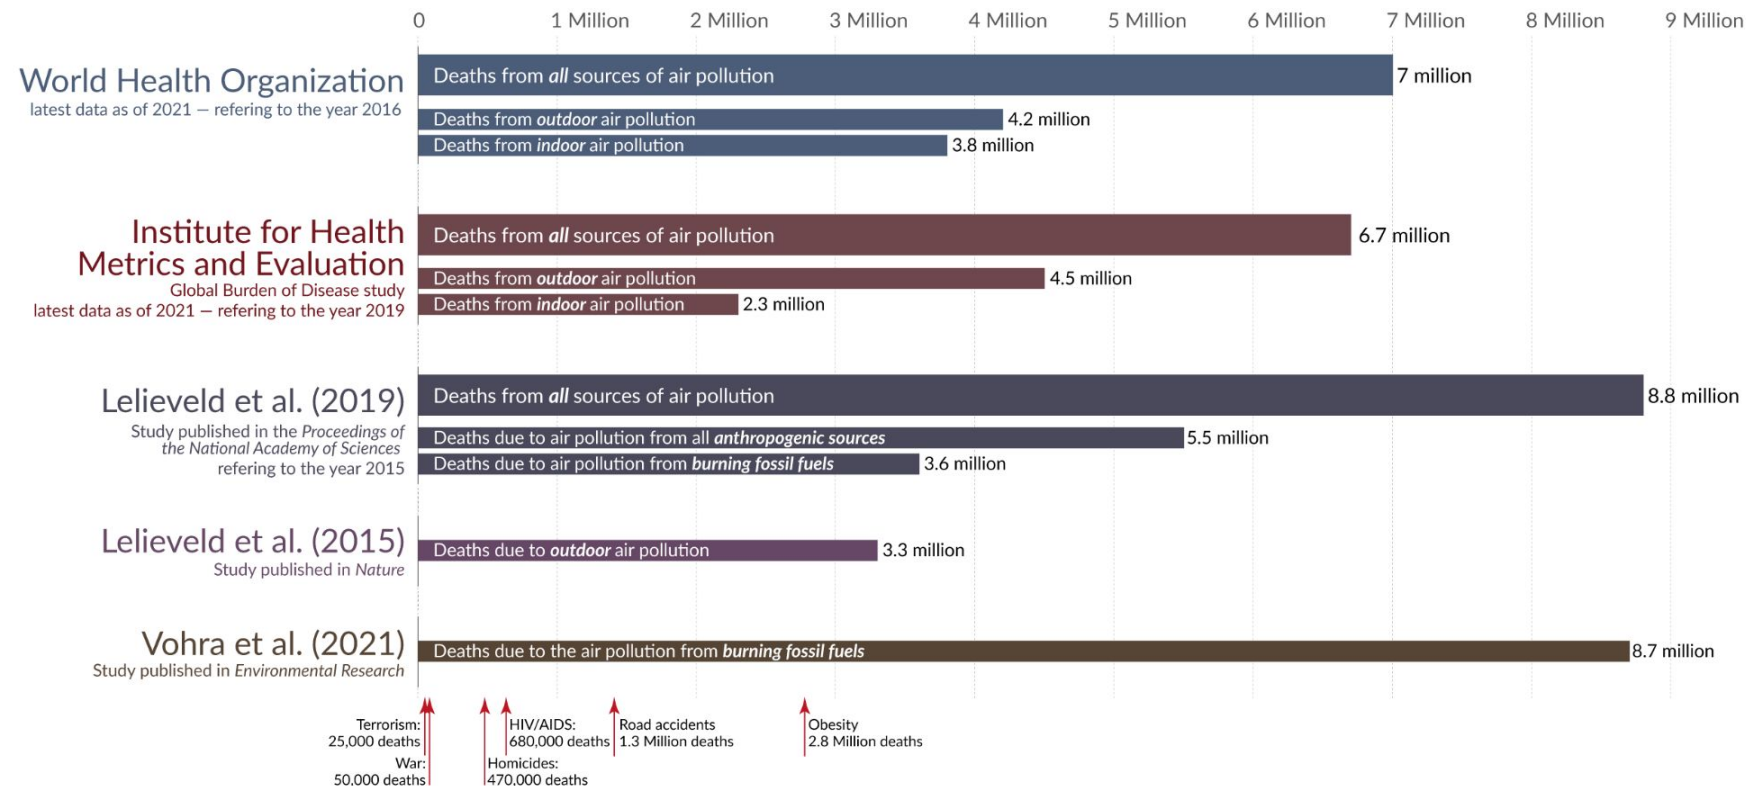 0 1 Million 2 Million 3 Million 4 Million 5 Million 6 Million 7 Million 8 Million 9 Million
World Health Organization
latest data as of 2021 — refering to the year 2016
Deaths from all sources of air pollution 7 million
Deaths from outdoor air pollution 4.2 million
Deaths from indoor air pollution 3.8 million
Institute for Health
Metrics and Evaluation
Global Burden of Disease study
latest data as of 2021 — refering to the year 2019
Deaths from all sources of air pollution 6.7 million
Deaths from outdoor air pollution 4.5 million
Deaths from indoor air pollution 2.3 million
Lelieveld et al. (2019)
Study published in the Proceedings of
the National Academy of Sciences
refering to the year 2015
Deaths from all sources of air pollution 8.8 million
Deaths due to air pollution from all anthropogenic sources 5.5 million
Deaths due to air pollution from burning fossil fuels 3.6 million
Lelieveld et al. (2015)
Study published in Nature
Deaths due to outdoor air pollution 3.3 million
Vohra et al. (2021)
Study published in Environmental Research
Deaths due to the air pollution from burning fossil fuels 8.7 million
Terrorism:
25,000 deaths
War:
50,000 deaths
Homicides:
470,000 deaths
HIV/AIDS:
680,000 deaths
Road accidents
1.3 Million deaths
Obesity
2.8 Million deaths